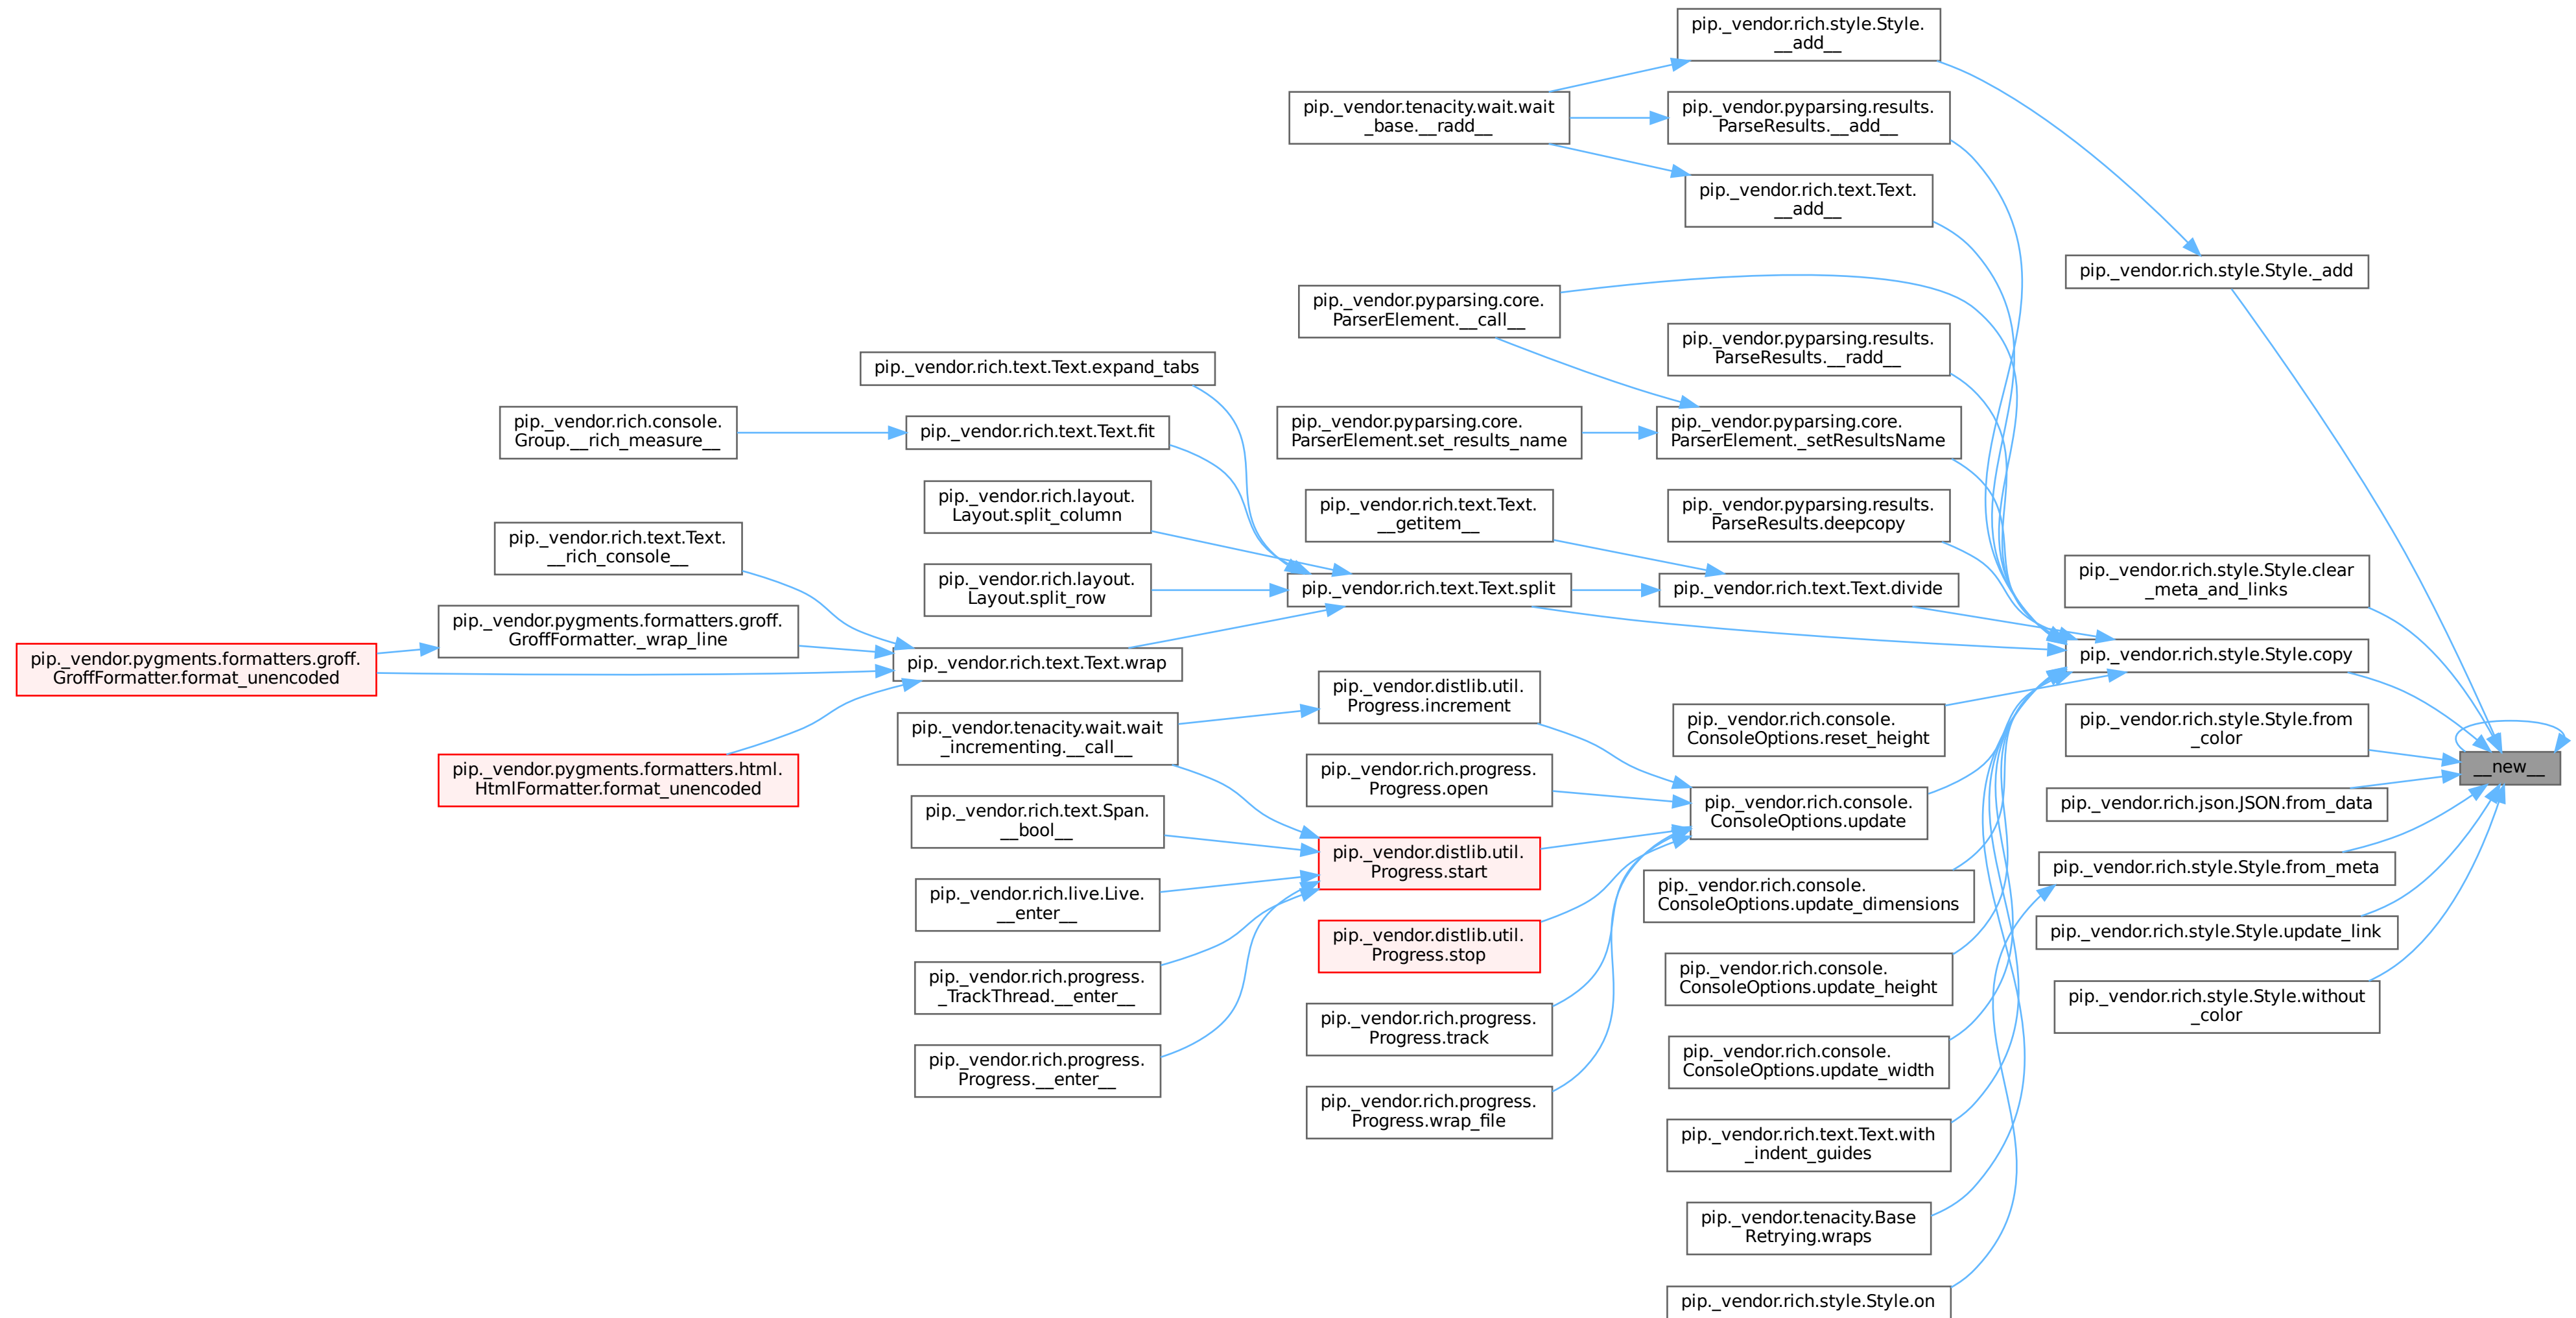 pip._vendor.rich.style.Style.
__add__
pip._vendor.tenacity.wait.wait
_base.__radd__
pip._vendor.pyparsing.results.
ParseResults.__add__
pip._vendor.rich.text.Text.
__add__
pip._vendor.rich.style.Style._add
pip._vendor.pyparsing.core.
ParserElement.__call__
pip._vendor.pyparsing.results.
ParseResults.__radd__
pip._vendor.rich.text.Text.expand_tabs
pip._vendor.rich.console.
Group.__rich_measure__
pip._vendor.rich.text.Text.fit
pip._vendor.pyparsing.core.
ParserElement.set_results_name
pip._vendor.pyparsing.core.
ParserElement._setResultsName
pip._vendor.rich.layout.
Layout.split_column
pip._vendor.rich.text.Text.
__getitem__
pip._vendor.pyparsing.results.
ParseResults.deepcopy
pip._vendor.rich.text.Text.
__rich_console__
pip._vendor.rich.layout.
Layout.split_row
pip._vendor.rich.text.Text.split
pip._vendor.rich.text.Text.divide
pip._vendor.rich.style.Style.clear
_meta_and_links
pip._vendor.pygments.formatters.groff.
GroffFormatter._wrap_line
pip._vendor.pygments.formatters.groff.
GroffFormatter.format_unencoded
pip._vendor.rich.text.Text.wrap
pip._vendor.rich.style.Style.copy
pip._vendor.distlib.util.
Progress.increment
pip._vendor.rich.console.
ConsoleOptions.reset_height
pip._vendor.rich.style.Style.from
_color
pip._vendor.tenacity.wait.wait
_incrementing.__call__
pip._vendor.pygments.formatters.html.
HtmlFormatter.format_unencoded
pip._vendor.rich.progress.
Progress.open
__new__
pip._vendor.rich.json.JSON.from_data
pip._vendor.rich.text.Span.
__bool__
pip._vendor.rich.console.
ConsoleOptions.update
pip._vendor.distlib.util.
Progress.start
pip._vendor.rich.style.Style.from_meta
pip._vendor.rich.live.Live.
__enter__
pip._vendor.rich.console.
ConsoleOptions.update_dimensions
pip._vendor.distlib.util.
Progress.stop
pip._vendor.rich.style.Style.update_link
pip._vendor.rich.progress.
_TrackThread.__enter__
pip._vendor.rich.console.
ConsoleOptions.update_height
pip._vendor.rich.style.Style.without
_color
pip._vendor.rich.progress.
Progress.track
pip._vendor.rich.progress.
Progress.__enter__
pip._vendor.rich.console.
ConsoleOptions.update_width
pip._vendor.rich.progress.
Progress.wrap_file
pip._vendor.rich.text.Text.with
_indent_guides
pip._vendor.tenacity.Base
Retrying.wraps
pip._vendor.rich.style.Style.on